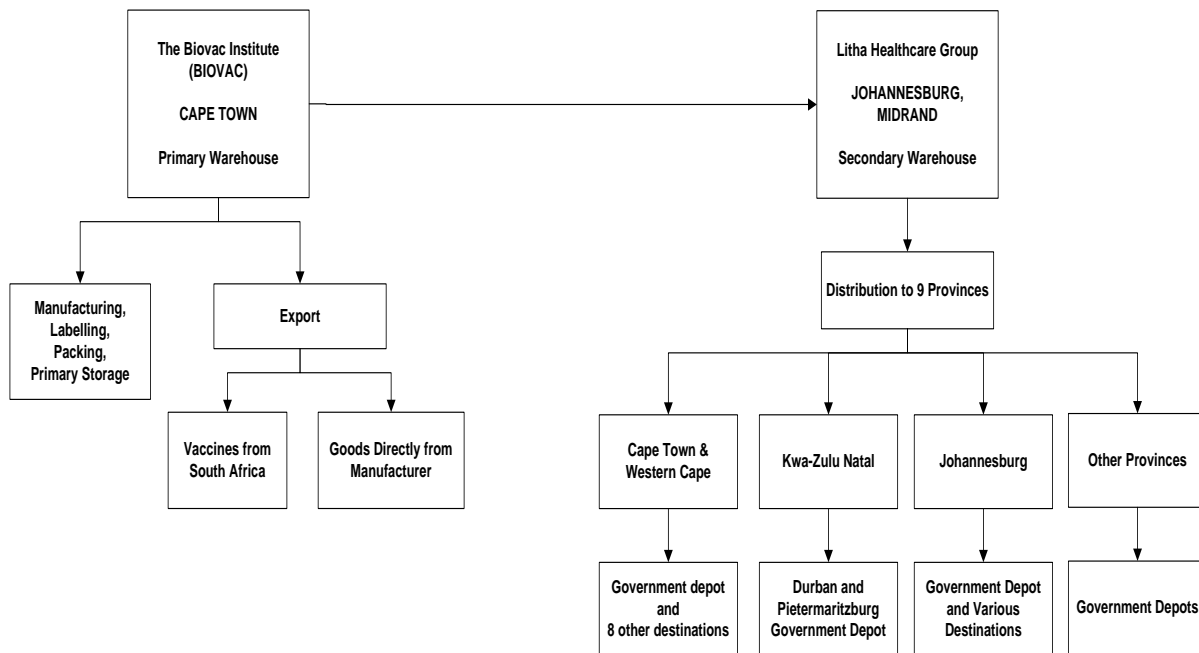 The Biovac Institute
(BIOVAC)
CAPE TOWN
Primary Warehouse
Litha Healthcare Group
JOHANNESBURG,
MIDRAND
Secondary Warehouse
Manufacturing,
Labelling,
Packing,
Primary Storage
Export
Distribution to 9 Provinces
Vaccines from
South Africa
Goods Directly from
Manufacturer
Cape Town &
Western Cape
Kwa-Zulu Natal
Johannesburg
Other Provinces
Government depot
and
8 other destinations
Durban and
Pietermaritzburg
Government Depot
Government Depot
and Various
Destinations
Government Depots